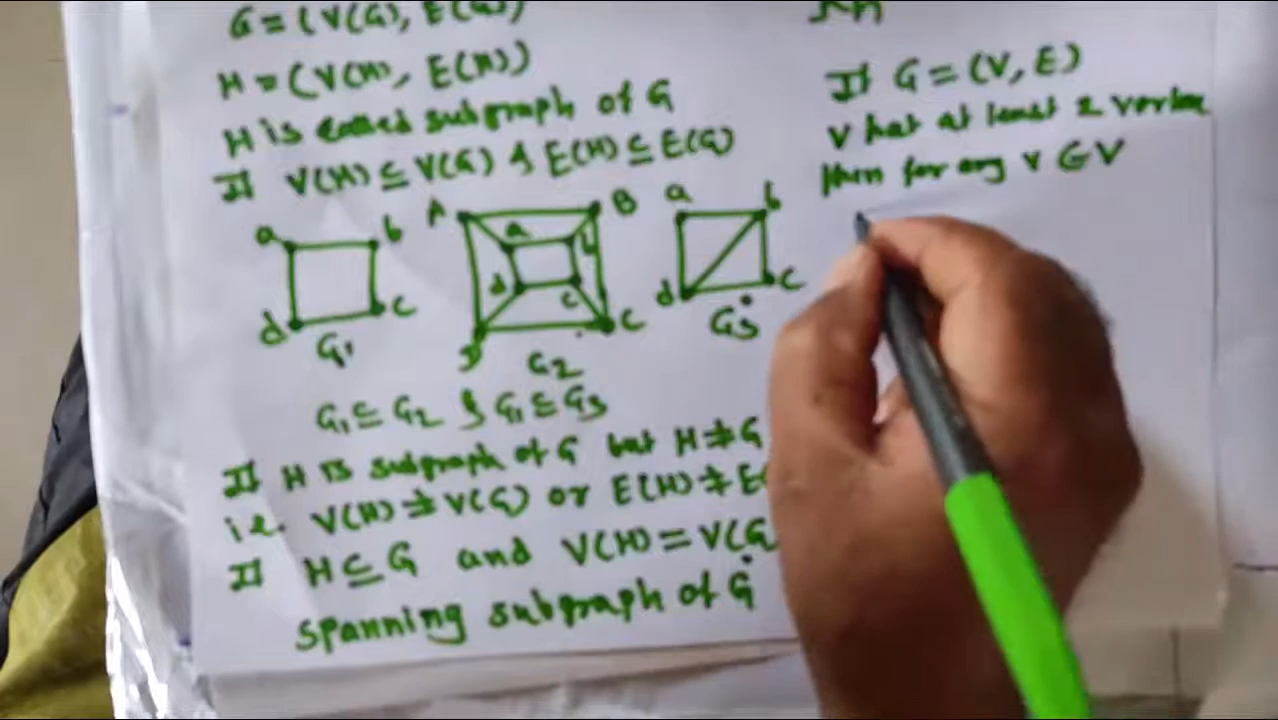 G = (V(G), E(G))
H = (V(H), E(H))
H is called subgraph of G
If V(H) ⊆ V(G) & E(H) ⊆ E(G)
a b
d c
G1
A B
a b
d c
D C
G2
a b
d c
G3
G1 ⊆ G2 & G1 ⊆ G3
If H is subgraph of G but H ≠ G
i.e. V(H) ≠ V(G) or E(H) ≠ E(
If H ⊆ G and V(H) = V(G
spanning subgraph of G
If G = (V, E)
V hat at least 2 vertex
then for any v ∈ V